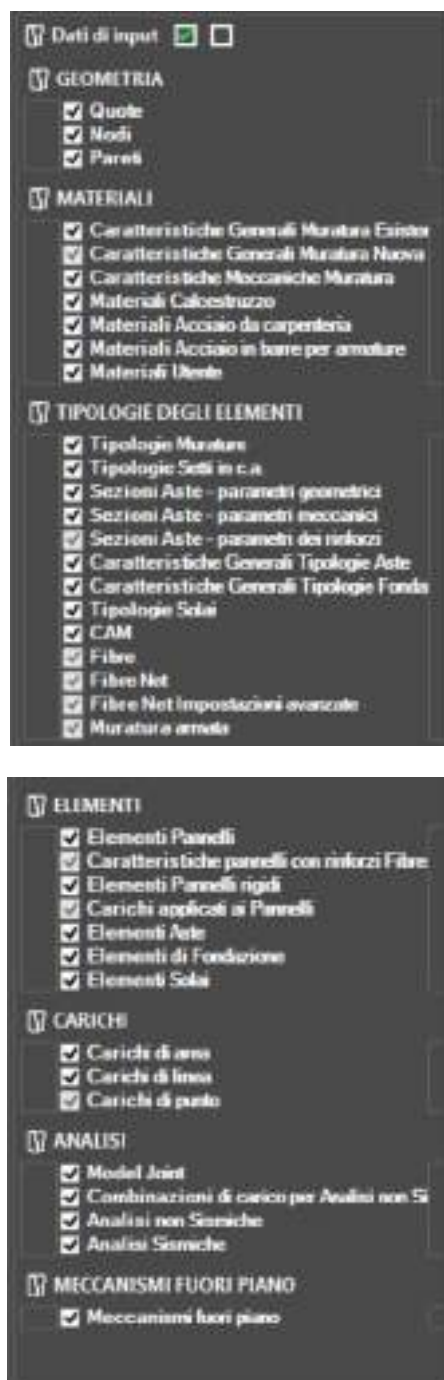 Dati di input
GEOMETRIA
Quote
Nodi
Pareti
MATERIALI
Caratteristiche Generali Muratura Esisten
Caratteristiche Generali Muratura Nuova
Caratteristiche Meccaniche Muratura
Materiali Calcestruzzo
Materiali Acciaio da carpenteria
Materiali Acciaio in barre per armature
Materiali Utente
TIPOLOGIE DEGLI ELEMENTI
Tipologie Murature
Tipologie Setti in c.a.
Sezioni Aste - parametri geometrici
Sezioni Aste - parametri meccanici
Sezioni Aste - parametri dei rinforzi
Caratteristiche Generali Tipologie Aste
Caratteristiche Generali Tipologie Fonda
Tipologie Solai
CAM
Fibre
Fibre Net
Fibre Net Impostazioni avanzate
Muratura armata
ELEMENTI
Elementi Pannelli
Caratteristiche pannelli con rinforzi Fibre
Elementi Pannelli rigidi
Carichi applicati ai Pannelli
Elementi Aste
Elementi di Fondazione
Elementi Solai
CARICHI
Carichi di area
Carichi di linea
Carichi di punto
ANALISI
Model Joint
Combinazioni di carico per Analisi non Si
Analisi non Sismiche
Analisi Sismiche
MECCANISMI FUORI PIANO
Meccanismi fuori piano